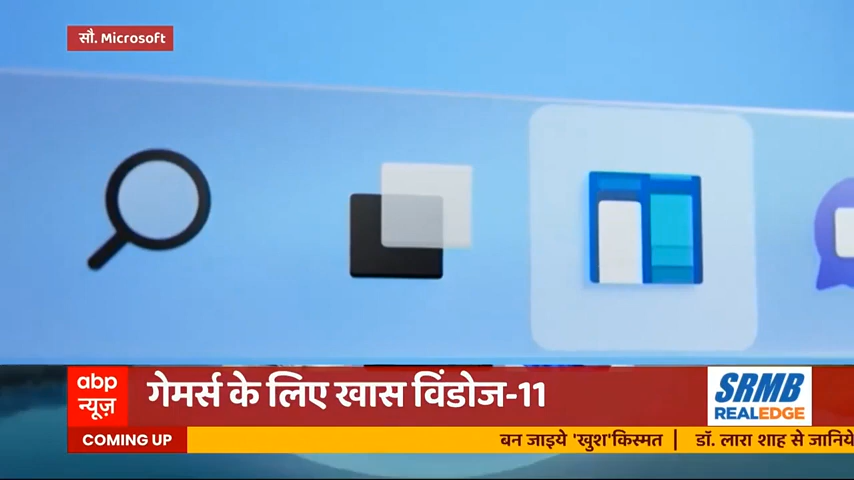 सौ. Microsoft
abp
न्यूज़
गेमर्स के लिए खास विंडोज-11
SRMB
REALEDGE
COMING UP
बन जाइये 'खुश'किस्मत | डॉ. लारा शाह से जानिये